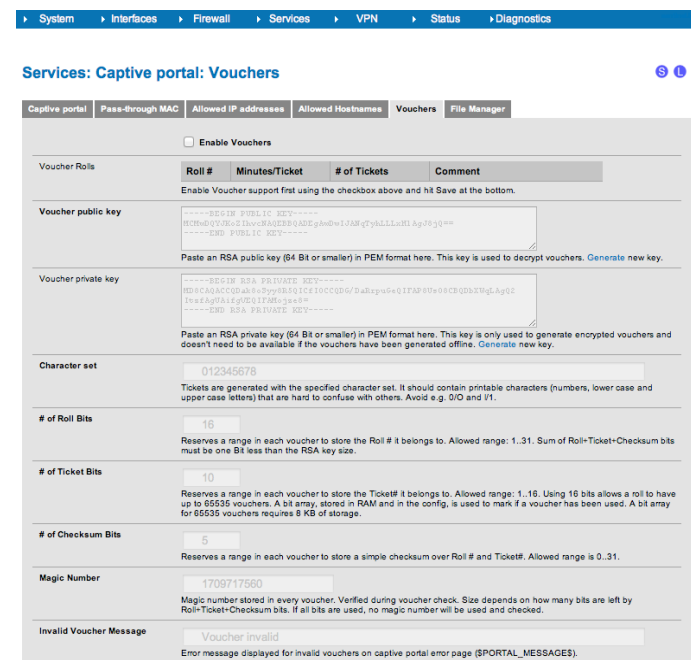 System Interfaces Firewall Services VPN Status Diagnostics
Services: Captive portal: Vouchers
S L
Captive portal Pass-through MAC Allowed IP addresses Allowed Hostnames Vouchers File Manager
Enable Vouchers
Voucher Rolls
Roll # Minutes/Ticket # of Tickets Comment
Enable Voucher support first using the checkbox above and hit Save at the bottom.
Voucher public key
-----BEGIN PUBLIC KEY-----
-----END PUBLIC KEY-----
Paste an RSA public key (64 Bit or smaller) in PEM format here. This key is used to decrypt vouchers. Generate new key.
Voucher private key
-----BEGIN RSA PRIVATE KEY-----
-----END RSA PRIVATE KEY-----
Paste an RSA private key (64 Bit or smaller) in PEM format here. This key is only used to generate encrypted vouchers and
doesn't need to be available if the vouchers have been generated offline. Generate new key.
Character set
012345678
Tickets are generated with the specified character set. It should contain printable characters (numbers, lower case and
upper case letters) that are hard to confuse with others. Avoid e.g. 0/O and l/1.
# of Roll Bits
16
Reserves a range in each voucher to store the Roll # it belongs to. Allowed range: 1..31. Sum of Roll+Ticket+Checksum bits
must be one Bit less than the RSA key size.
# of Ticket Bits
10
Reserves a range in each voucher to store the Ticket# it belongs to. Allowed range: 1..16. Using 16 bits allows a roll to have
up to 65535 vouchers. A bit array, stored in RAM and in the config, is used to mark if a voucher has been used. A bit array
for 65535 vouchers requires 8 KB of storage.
# of Checksum Bits
5
Reserves a range in each voucher to store a simple checksum over Roll # and Ticket#. Allowed range is 0..31.
Magic Number
1709717560
Magic number stored in every voucher. Verified during voucher check. Size depends on how many bits are left by
Roll+Ticket+Checksum bits. If all bits are used, no magic number will be used and checked.
Invalid Voucher Message
Voucher invalid
Error message displayed for invalid vouchers on captive portal error page ($PORTAL_MESSAGE$).